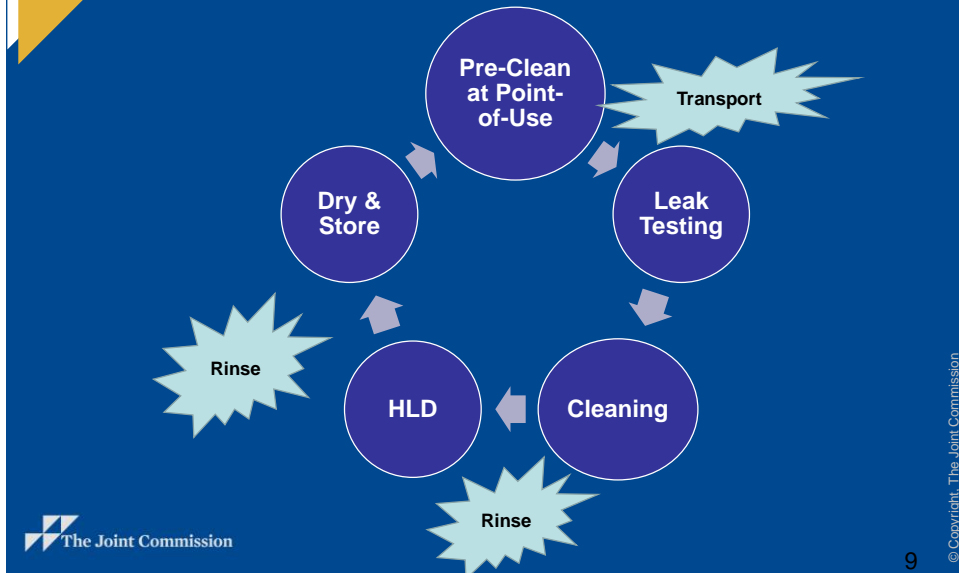 Pre-Clean
at Point-
of-Use
Transport
Leak
Testing
Cleaning
Rinse
HLD
Rinse
Dry &
Store
The Joint Commission
© Copyright, The Joint Commission
9